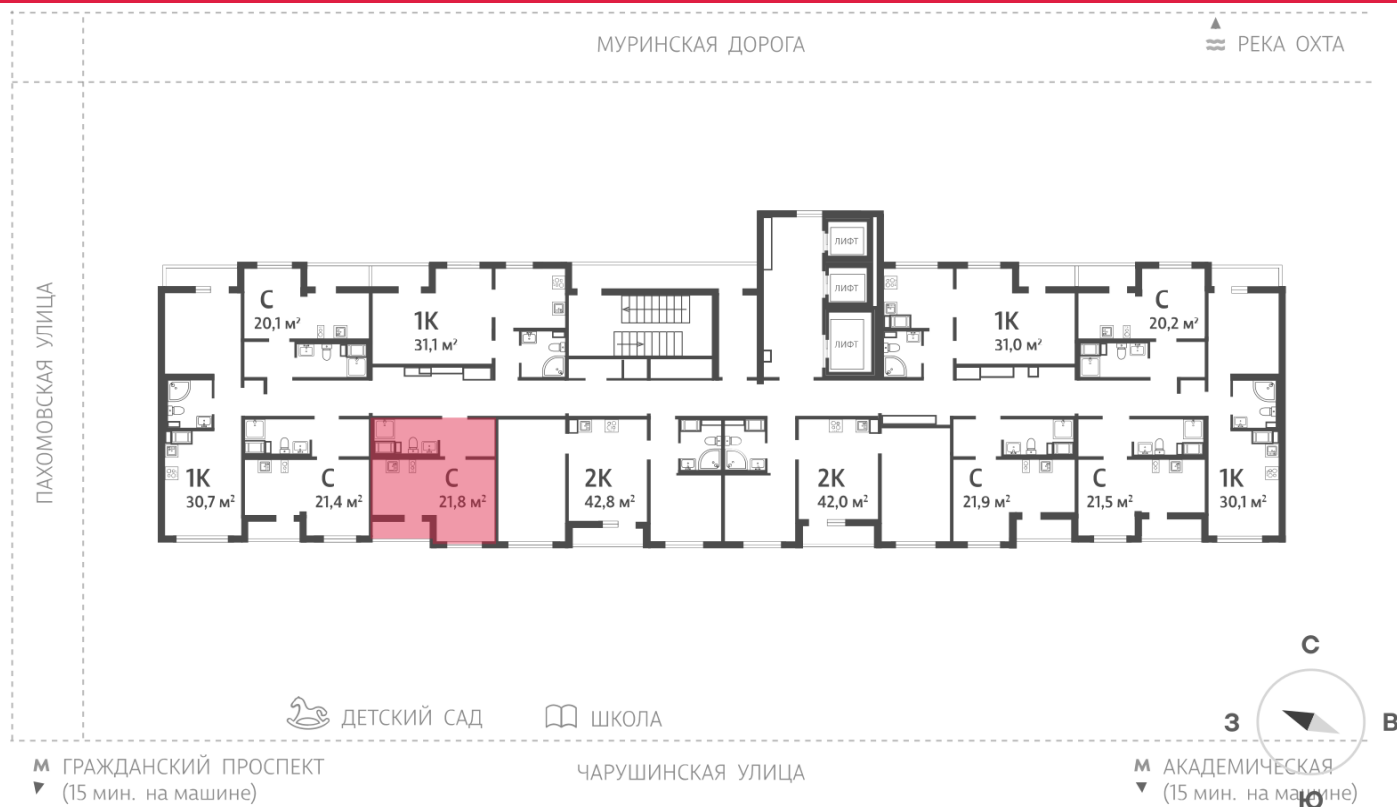 МУРИНСКАЯ ДОРОГА
РЕКА ОХТА
ПАХОМОВСКАЯ УЛИЦА
ЛИФТ
ЛИФТ
ЛИФТ
С
20,1 м²
1К
31,1 м²
1К
31,0 м²
С
20,2 м²
1К
30,7 м²
С
21,4 м²
С
21,8 м²
2К
42,8 м²
2К
42,0 м²
С
21,9 м²
С
21,5 м²
1К
30,1 м²
ДЕТСКИЙ САД
ШКОЛА
С
З
В
Ю
М ГРАЖДАНСКИЙ ПРОСПЕКТ
(15 мин. на машине)
ЧАРУШИНСКАЯ УЛИЦА
М АКАДЕМИЧЕСКАЯ
(15 мин. на машине)